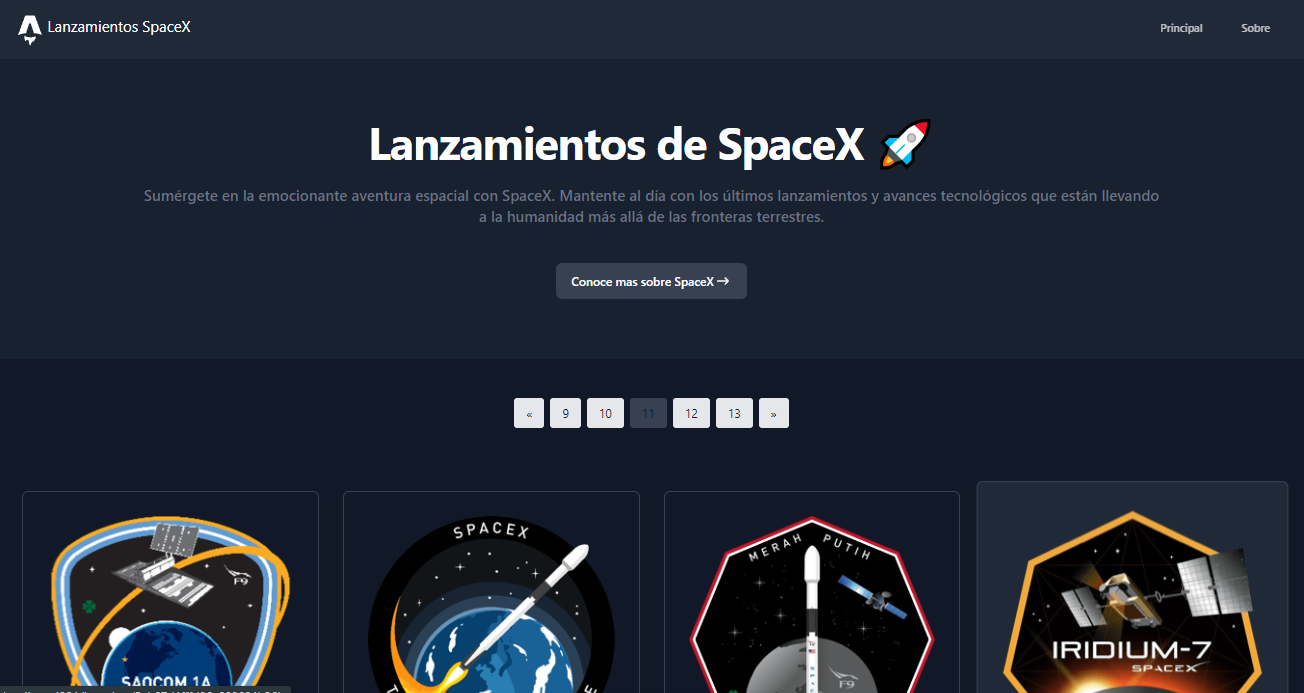 Lanzamientos SpaceX
Principal
Sobre
Lanzamientos de SpaceX
Sumérgete en la emocionante aventura espacial con SpaceX. Mantente al día con los últimos lanzamientos y avances tecnológicos que están llevando
a la humanidad más allá de las fronteras terrestres.
Conoce mas sobre SpaceX →
« 9 10 11 12 13 »
F9
SAOCOM 1A
SPACEX
MERAH PUTIH
F9
IRIDIUM-7
SPACEX